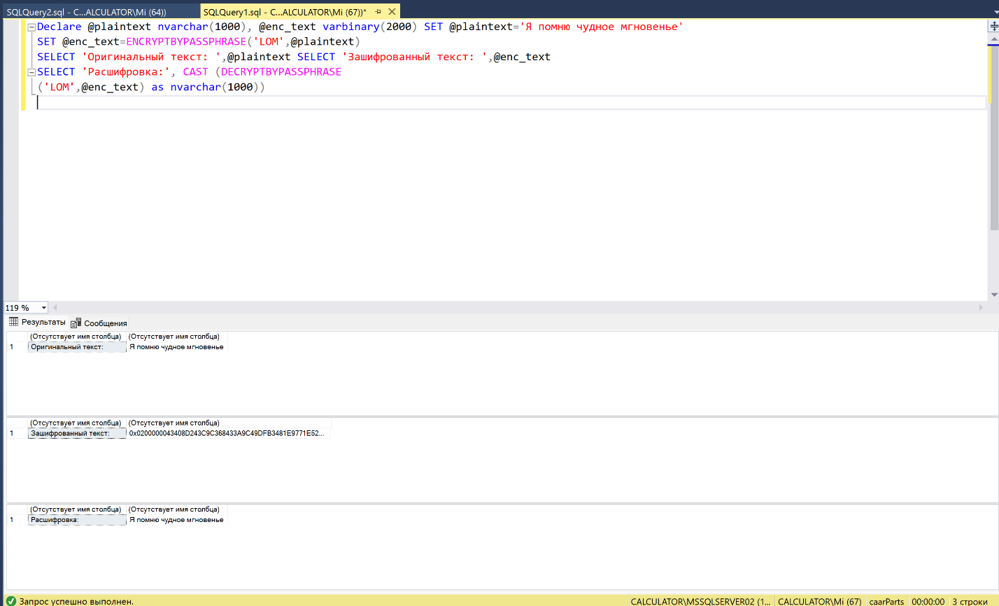 SQLQuery2.sql - C...ALCULATOR\Mi (64))
SQLQuery1.sql - C...ALCULATOR\Mi (67))*
Declare @plaintext nvarchar(1000), @enc_text varbinary(2000) SET @plaintext='Я помню чудное мгновенье'
SET @enc_text=ENCRYPTBYPASSPHRASE('LOM',@plaintext)
SELECT 'Оригинальный текст: ',@plaintext SELECT 'Зашифрованный текст: ',@enc_text
SELECT 'Расшифровка:', CAST (DECRYPTBYPASSPHRASE
('LOM',@enc_text) as nvarchar(1000))
119 %
Результаты Сообщения
(Отсутствует имя столбца) (Отсутствует имя столбца)
1 Оригинальный текст: Я помню чудное мгновенье
(Отсутствует имя столбца) (Отсутствует имя столбца)
1 Зашифрованный текст: 0x0200000043408D243C9C368433A9C49DFB3481E9771E52...
(Отсутствует имя столбца) (Отсутствует имя столбца)
1 Расшифровка: Я помню чудное мгновенье
Запрос успешно выполнен. CALCULATOR\MSSQLSERVER02 (1... CALCULATOR\Mi (67) caarParts 00:00:00 3 строки